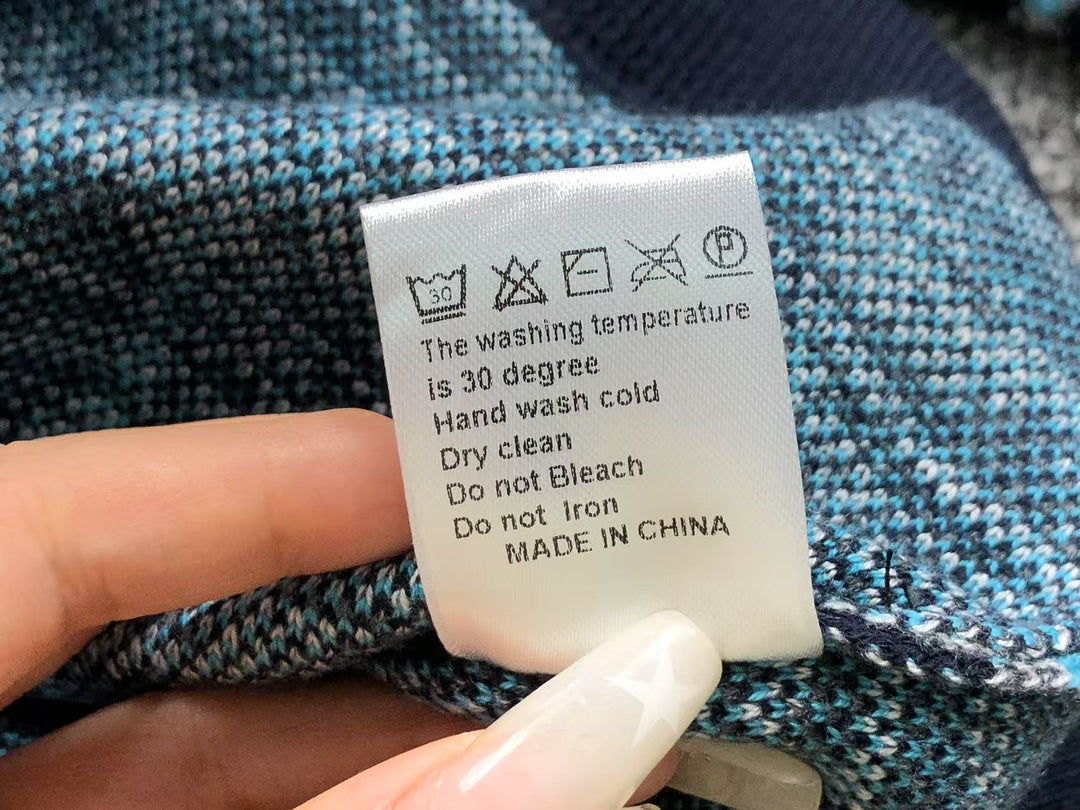 30 P
The washing temperature
is 30 degree
Hand wash cold
Dry clean
Do not Bleach
Do not Iron
MADE IN CHINA